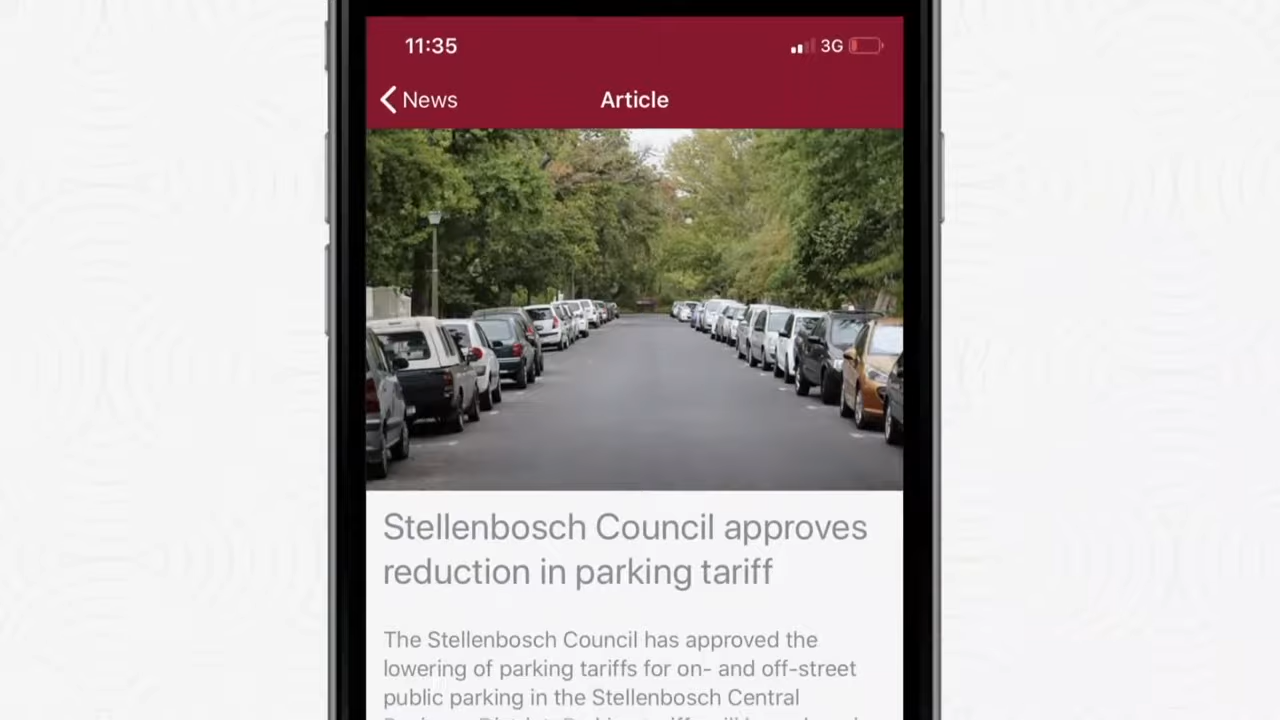 11:35
3G
News
Article
Stellenbosch Council approves
reduction in parking tariff
The Stellenbosch Council has approved the
lowering of parking tariffs for on- and off-street
public parking in the Stellenbosch Central